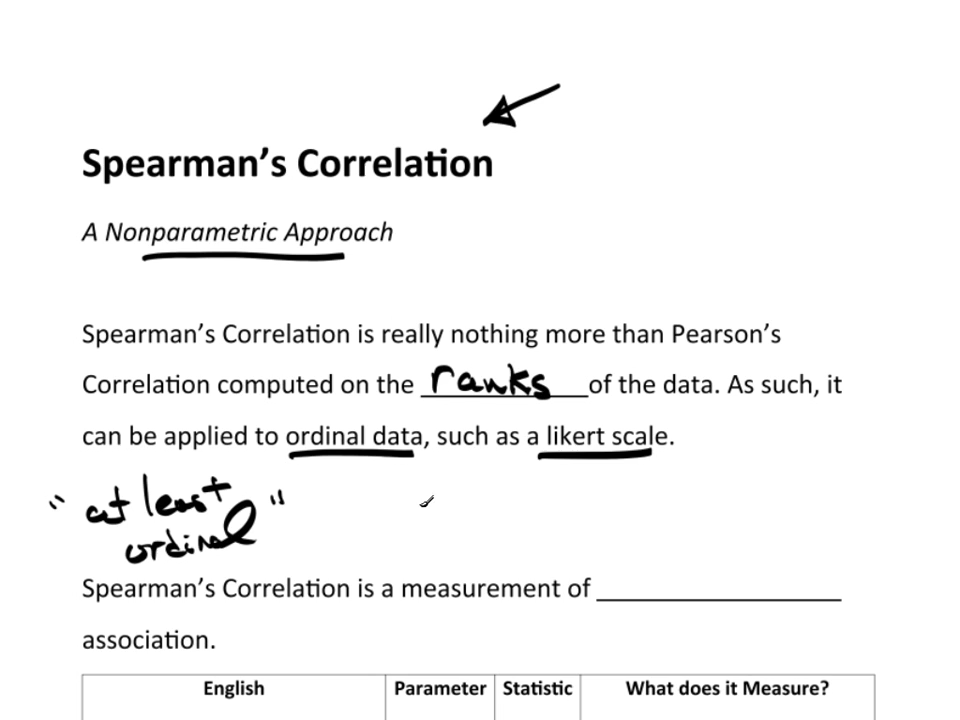 Spearman's Correlation
A Nonparametric Approach
Spearman's Correlation is really nothing more than Pearson's
Correlation computed on the ranks of the data. As such, it
can be applied to ordinal data, such as a likert scale.
"at least
ordinal"
Spearman's Correlation is a measurement of ____________________
association.
English Parameter Statistic What does it Measure?